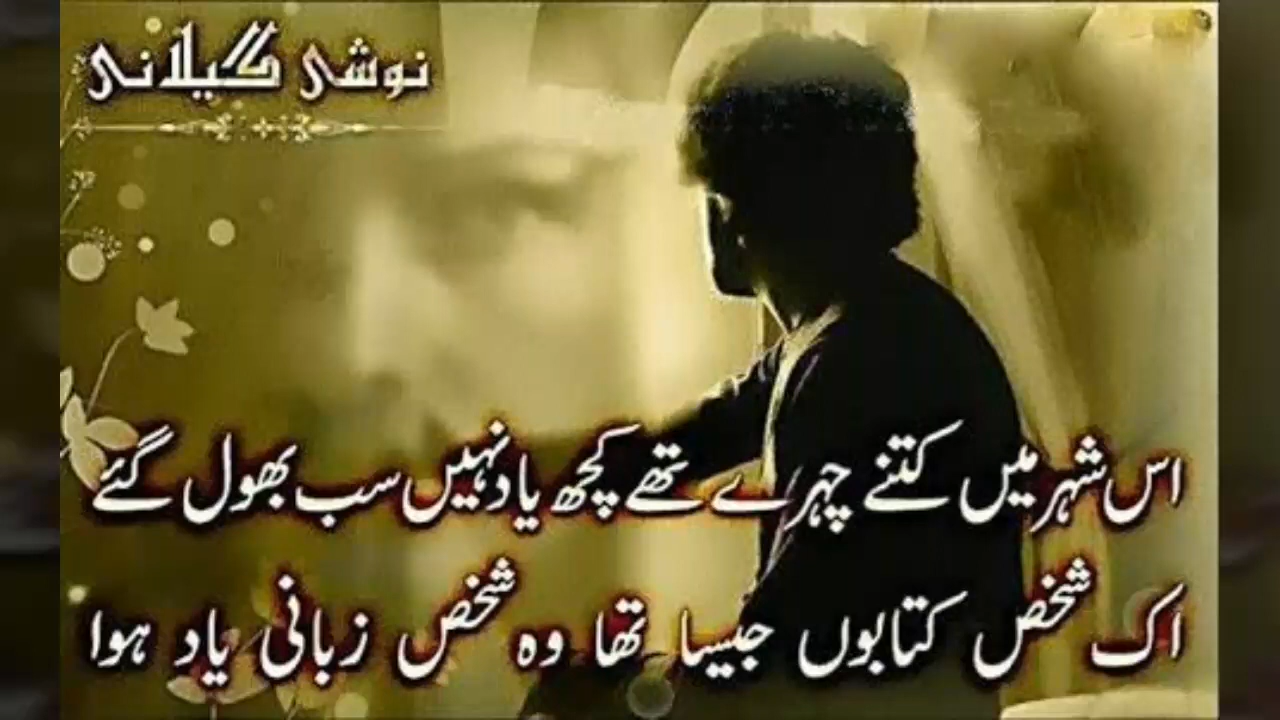 نوشی گیلانی
اس شہر میں کتنے چہرے تھے کچھ یاد نہیں سب بھول گئے
اک شخص کتابوں جیسا تھا وہ شخص زبانی یاد ہوا